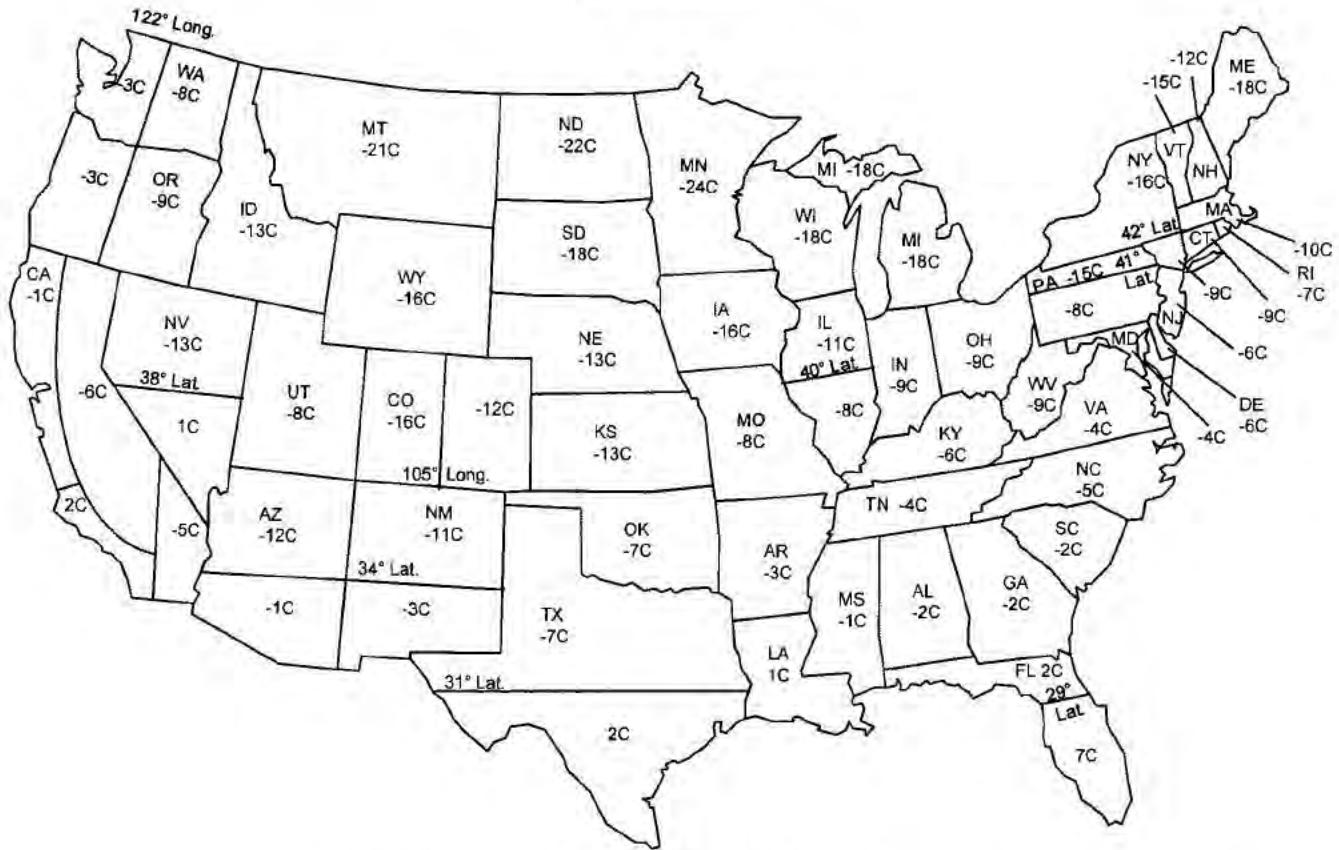 122° Long.
-3C
WA
-8C
MT
-21C
ND
-22C
MN
-24C
MI -18C
-12C
-15C
ME
-18C
VT
NH
NY
-16C
-3C
OR
-9C
ID
-13C
SD
-18C
WI
-18C
MI
-18C
42° Lat.
MA
-10C
CT
RI
-7C
41°
Lat.
PA -15C
-9C
-9C
CA
-1C
WY
-16C
NV
-13C
38° Lat.
IA
-16C
NE
-13C
IL
-11C
40° Lat.
IN
-9C
OH
-9C
-8C
NJ
-6C
MD
-6C
UT
-8C
CO
-16C
-12C
105° Long.
KS
-13C
MO
-8C
-8C
WV
-9C
VA
-4C
DE
-6C
-4C
1C
KY
-6C
2C
-5C
AZ
-12C
NM
-11C
34° Lat.
OK
-7C
TN -4C
NC
-5C
AR
-3C
SC
-2C
-1C
-3C
TX
-7C
MS
-1C
AL
-2C
GA
-2C
LA
1C
31° Lat.
FL 2C
29°
Lat.
2C
7C